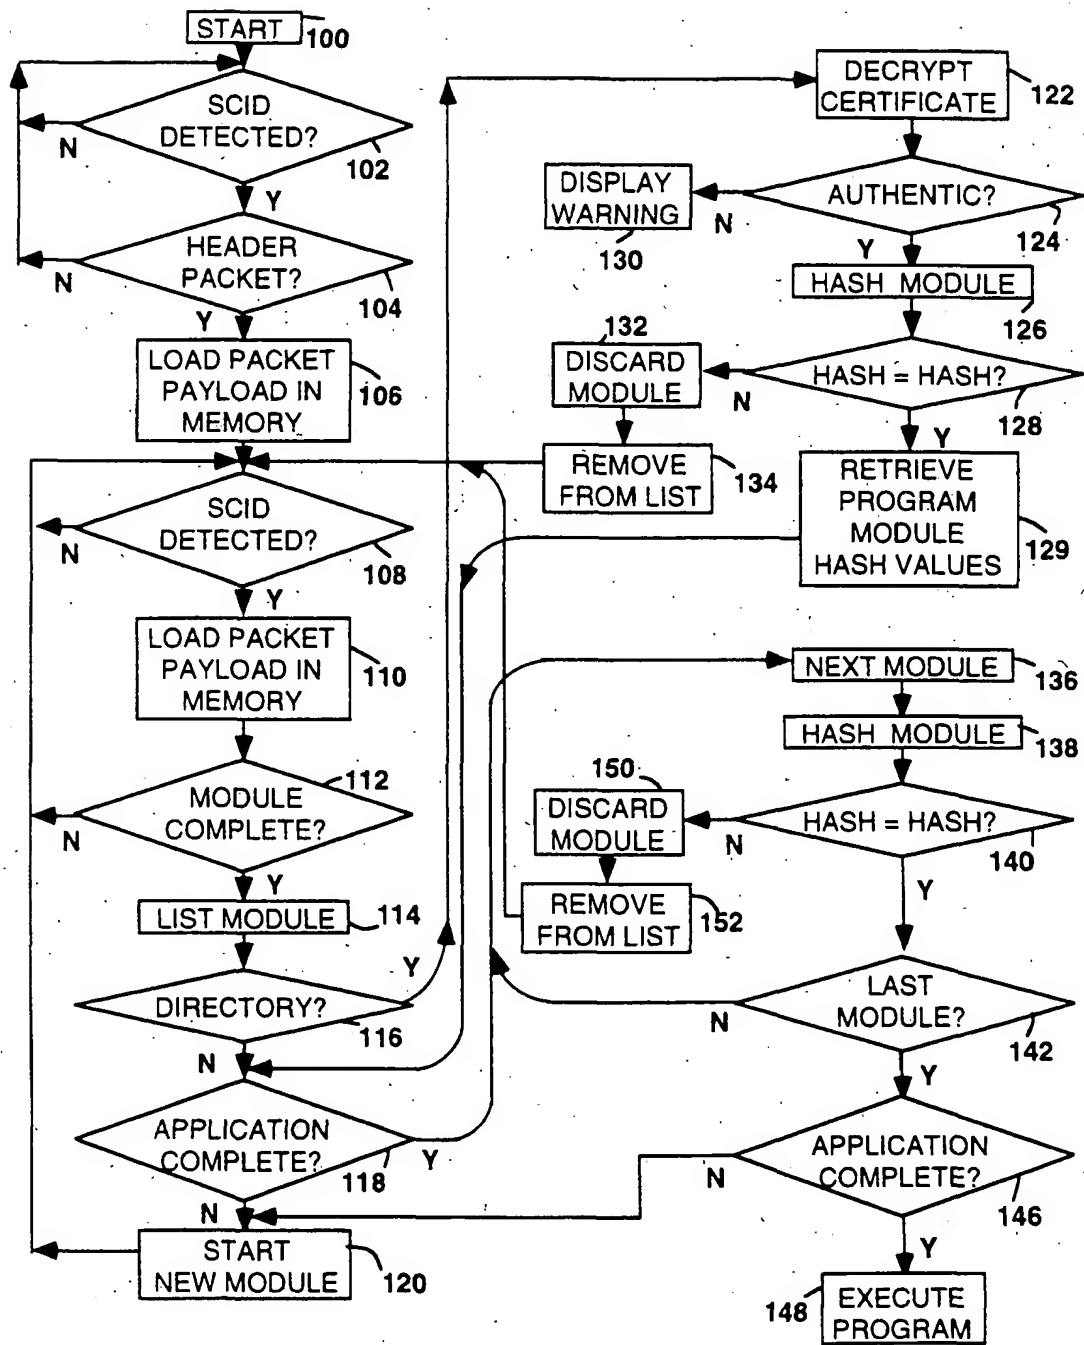 START
100
SCID
DETECTED?
102
N
Y
HEADER
PACKET?
104
N
Y
LOAD PACKET
PAYLOAD IN
MEMORY
106
SCID
DETECTED?
108
N
Y
LOAD PACKET
PAYLOAD IN
MEMORY
110
MODULE
COMPLETE?
112
N
Y
LIST MODULE
114
DIRECTORY?
116
Y
N
APPLICATION
COMPLETE?
118
Y
N
START
NEW MODULE
120
DECRYPT
CERTIFICATE
122
AUTHENTIC?
124
N
Y
DISPLAY
WARNING
130
HASH MODULE
126
HASH = HASH?
128
N
Y
132
DISCARD
MODULE
REMOVE
FROM LIST
134
RETRIEVE
PROGRAM
MODULE
HASH VALUES
129
NEXT MODULE
136
HASH MODULE
138
HASH = HASH?
140
N
Y
150
DISCARD
MODULE
REMOVE
FROM LIST
152
LAST
MODULE?
142
N
Y
APPLICATION
COMPLETE?
146
N
Y
EXECUTE
PROGRAM
148